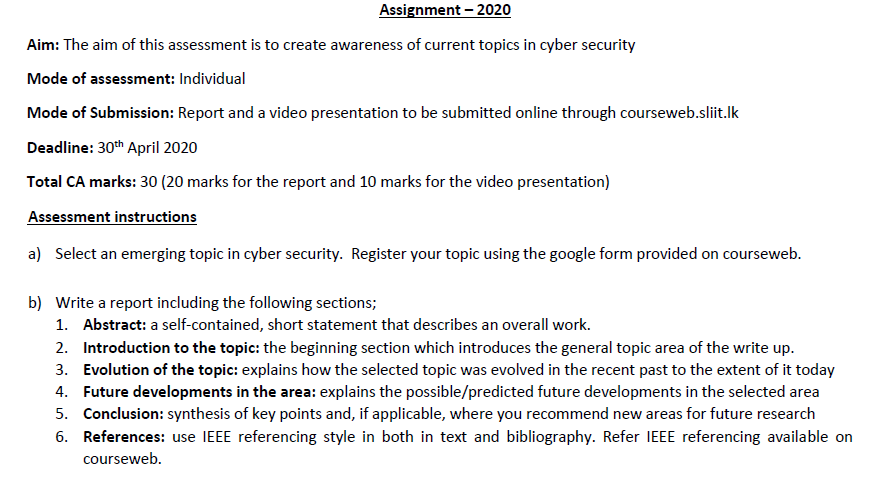 Assignment – 2020
Aim: The aim of this assessment is to create awareness of current topics in cyber security
Mode of assessment: Individual
Mode of Submission: Report and a video presentation to be submitted online through courseweb.sliit.lk
Deadline: 30th April 2020
Total CA marks: 30 (20 marks for the report and 10 marks for the video presentation)
Assessment instructions
a) Select an emerging topic in cyber security. Register your topic using the google form provided on courseweb.
b) Write a report including the following sections;
1. Abstract: a self-contained, short statement that describes an overall work.
2. Introduction to the topic: the beginning section which introduces the general topic area of the write up.
3. Evolution of the topic: explains how the selected topic was evolved in the recent past to the extent of it today
4. Future developments in the area: explains the possible/predicted future developments in the selected area
5. Conclusion: synthesis of key points and, if applicable, where you recommend new areas for future research
6. References: use IEEE referencing style in both in text and bibliography. Refer IEEE referencing available on
courseweb.